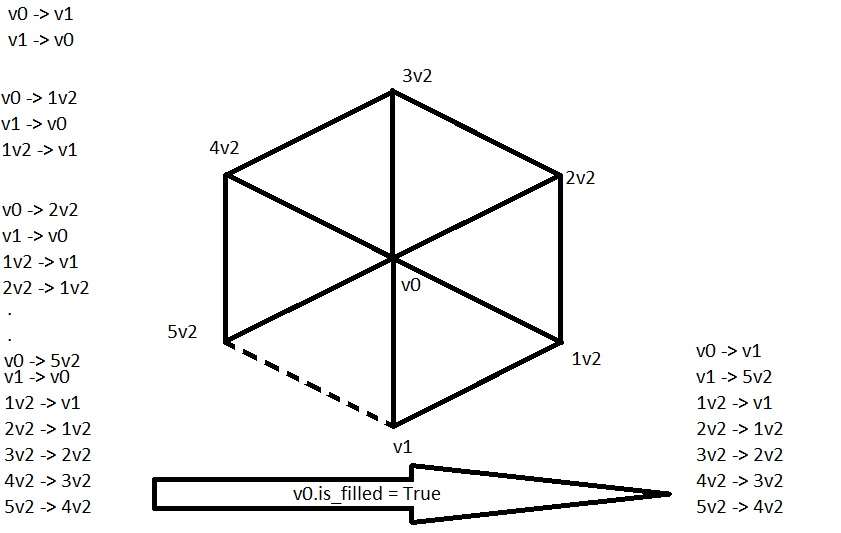 v0 -> v1
v1 -> v0
v0 -> 1v2
v1 -> v0
1v2 -> v1
v0 -> 2v2
v1 -> v0
1v2 -> v1
2v2 -> 1v2
.
.
v0 -> 5v2
v1 -> v0
1v2 -> v1
2v2 -> 1v2
3v2 -> 2v2
4v2 -> 3v2
5v2 -> 4v2
3v2
4v2
2v2
v0
5v2
1v2
v1
v0.is_filled = True
v0 -> v1
v1 -> 5v2
1v2 -> v1
2v2 -> 1v2
3v2 -> 2v2
4v2 -> 3v2
5v2 -> 4v2